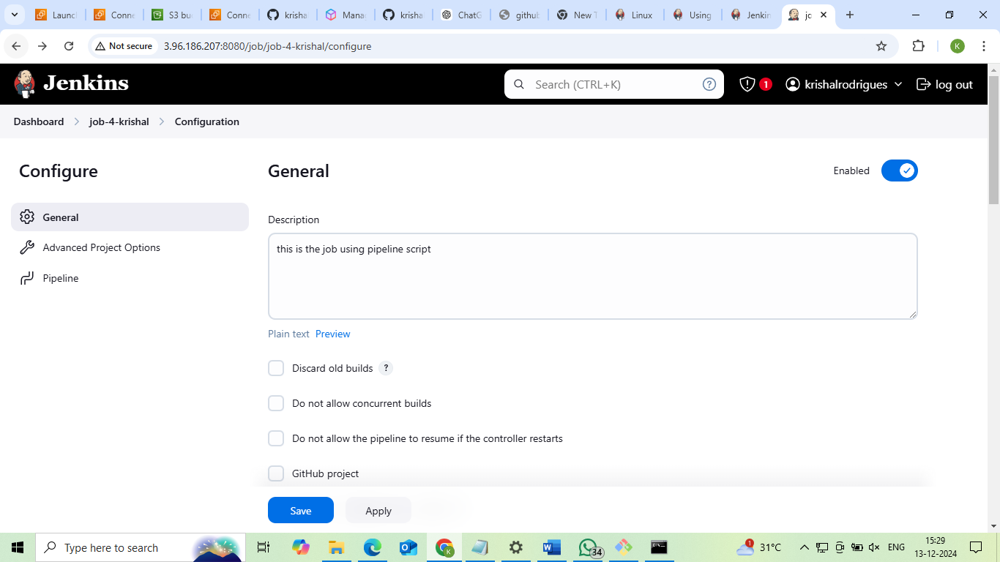 Launc
Conne
S3 bu
Conne
krisha
Mana
krisha
ChatG
github
New T
Linux
Using
Jenkin
jc
Not secure
3.96.186.207:8080/job/job-4-krishal/configure
K
Jenkins
Search (CTRL+K)
?
1
krishalrodrigues
log out
Dashboard
job-4-krishal
Configuration
Configure
General
Enabled
General
Advanced Project Options
Pipeline
Description
this is the job using pipeline script
Plain text Preview
Discard old builds ?
Do not allow concurrent builds
Do not allow the pipeline to resume if the controller restarts
GitHub project
Save
Apply
Type here to search
34
1
31°C
ENG
15:29
13-12-2024